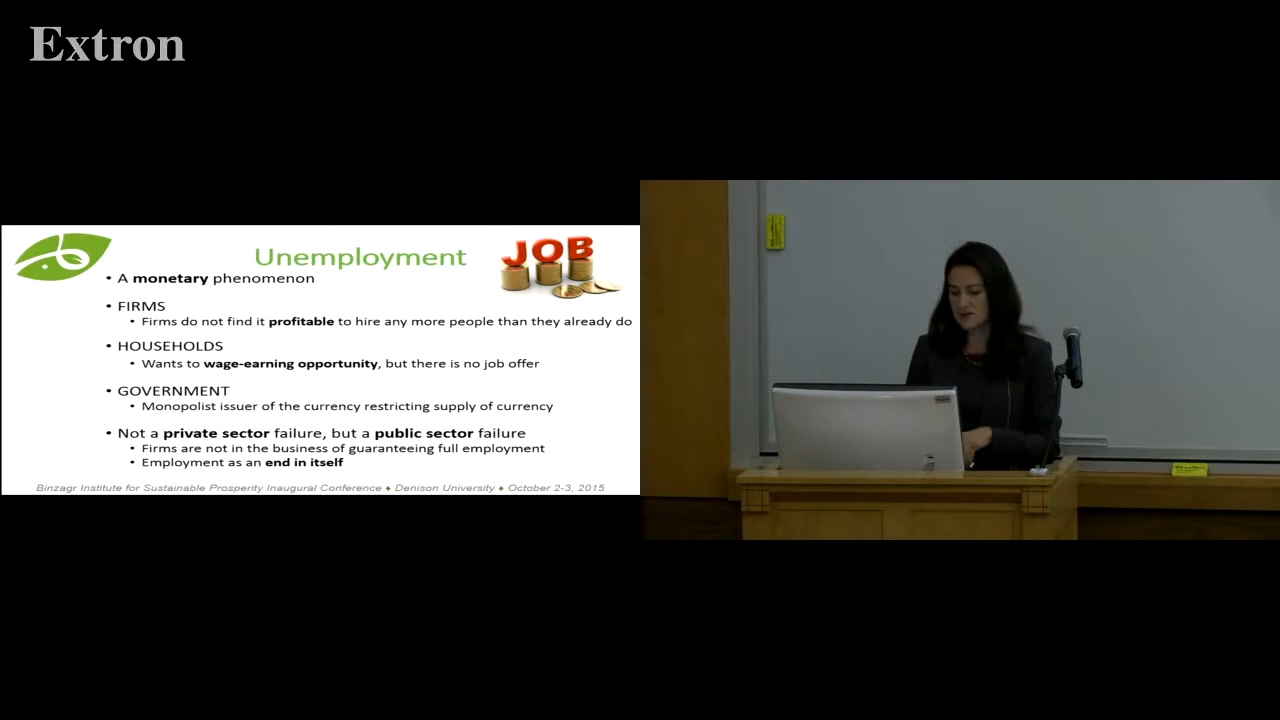 Extron
Unemployment
JOB
• A monetary phenomenon
• FIRMS
• Firms do not find it profitable to hire any more people than they already do
• HOUSEHOLDS
• Wants to wage-earning opportunity, but there is no job offer
• GOVERNMENT
• Monopolist issuer of the currency restricting supply of currency
• Not a private sector failure, but a public sector failure
• Firms are not in the business of guaranteeing full employment
• Employment as an end in itself
Binzagr Institute for Sustainable Prosperity Inaugural Conference ♦ Denison University ♦ October 2-3, 2015